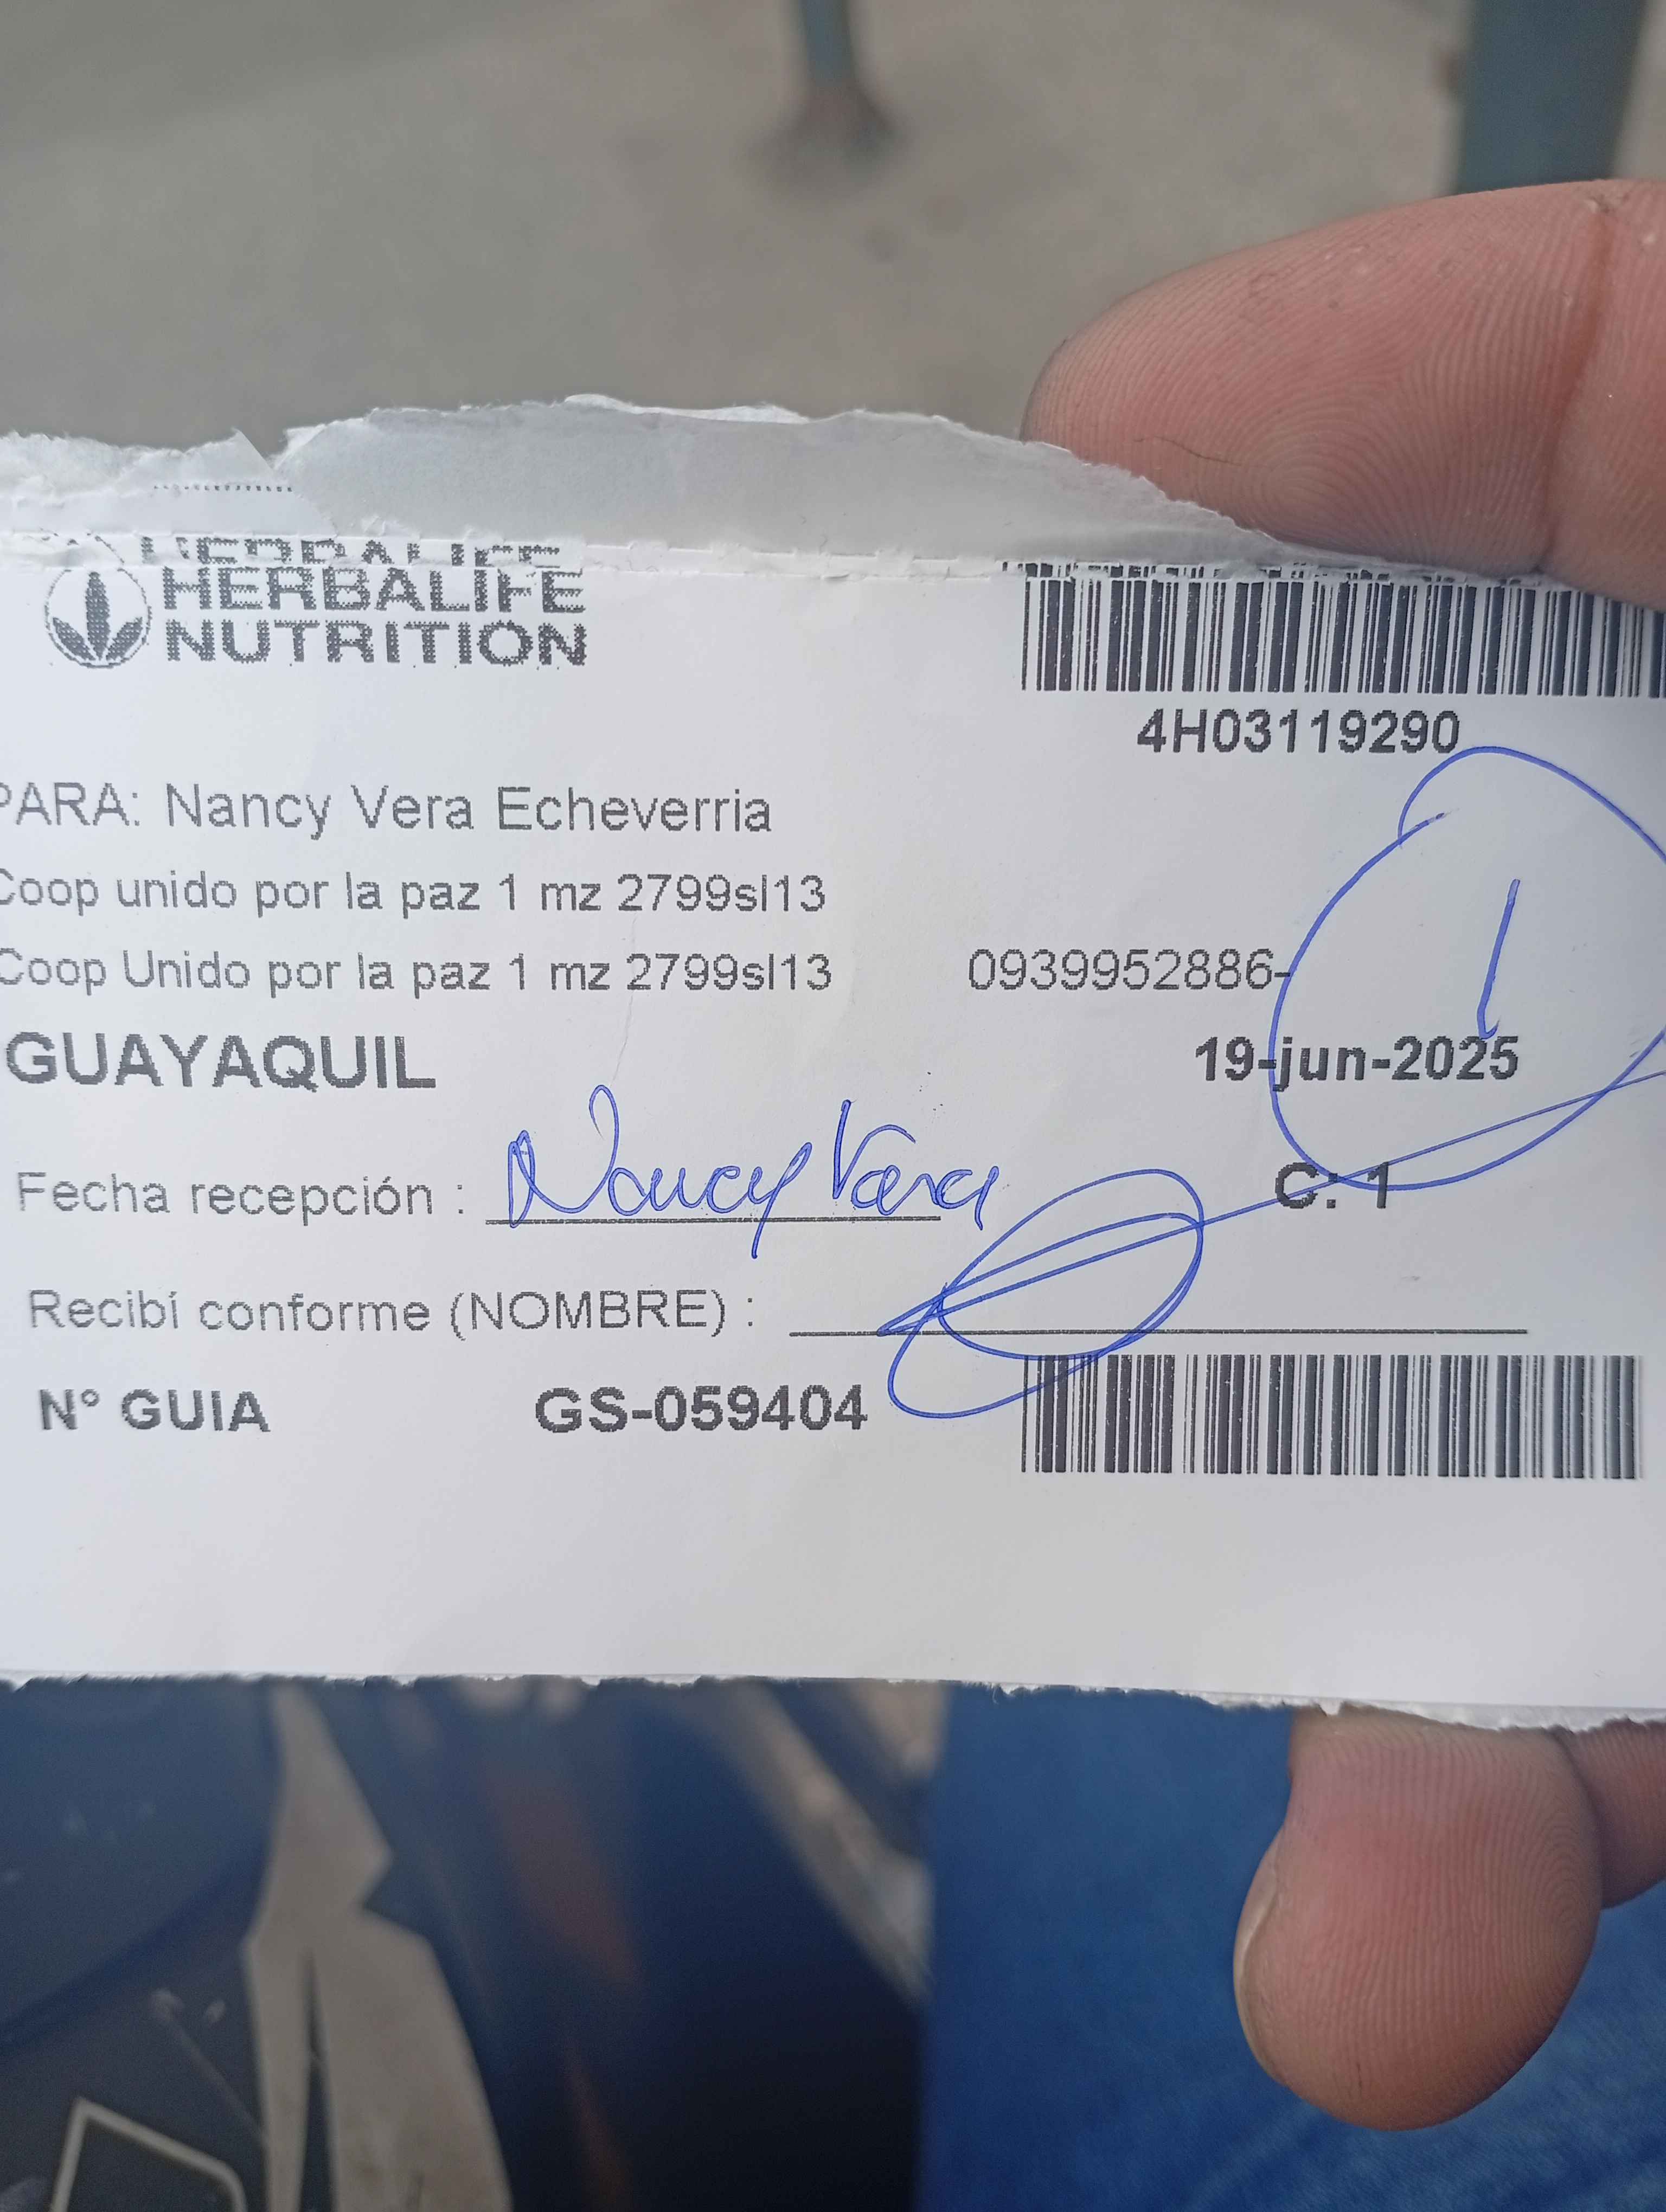 HERBALIFE
HERBALIFE
NUTRITION
4H03119290
PARA: Nancy Vera Echeverria
Coop unido por la paz 1 mz 2799sl13
Coop Unido por la paz 1 mz 2799sl13 0939952886-
GUAYAQUIL 19-jun-2025
Fecha recepción : Nancy Vera C: 1
Recibí conforme (NOMBRE) :
N° GUIA GS-059404